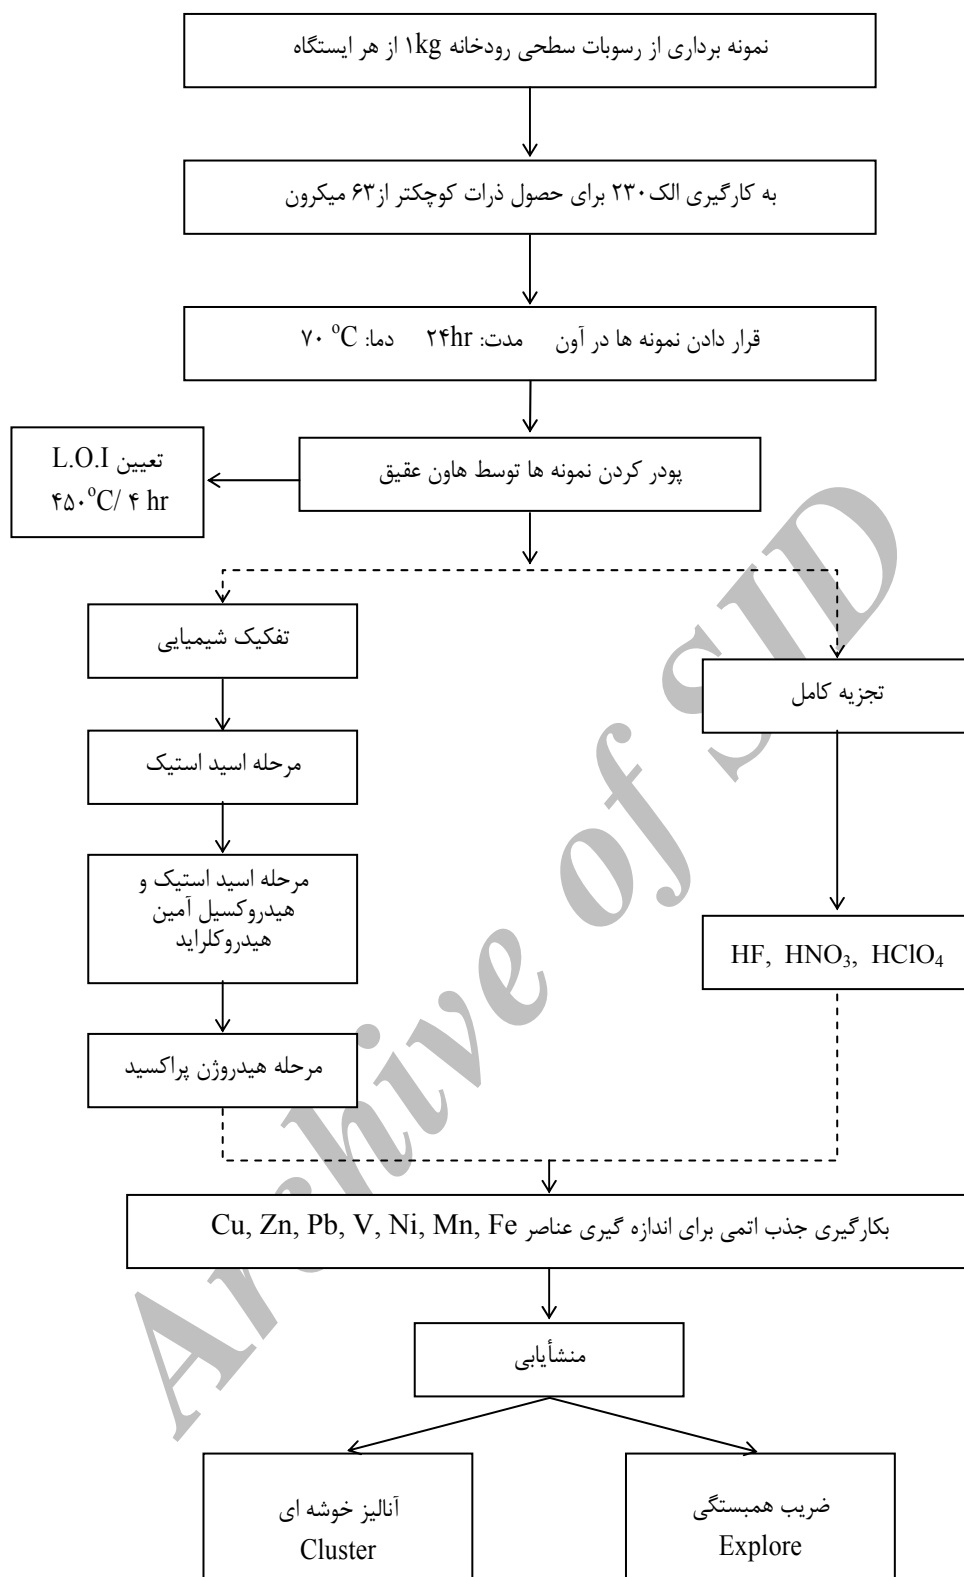 نمونه برداری از رسوبات سطحی رودخانه ۱kg از هر ایستگاه
به کارگیری الک ۲۳۰ برای حصول ذرات کوچکتر از۶۳ میکرون
قرار دادن نمونه ها در آون مدت: ۲۴hr دما: ۷۰ °C
پودر کردن نمونه ها توسط هاون عقیق
تعیین L.O.I
۴۵۰°C/ ۴ hr
تفکیک شیمیایی
تجزیه کامل
مرحله اسید استیک
مرحله اسید استیک و
هیدروکسیل آمین
هیدروکلراید
HF, HNO₃, HClO₄
مرحله هیدروژن پراکسید
بکارگیری جذب اتمی برای اندازه گیری عناصر Cu, Zn, Pb, V, Ni, Mn, Fe
منشأیابی
ضریب همبستگی
Explore
آنالیز خوشه ای
Cluster
Archive of SID